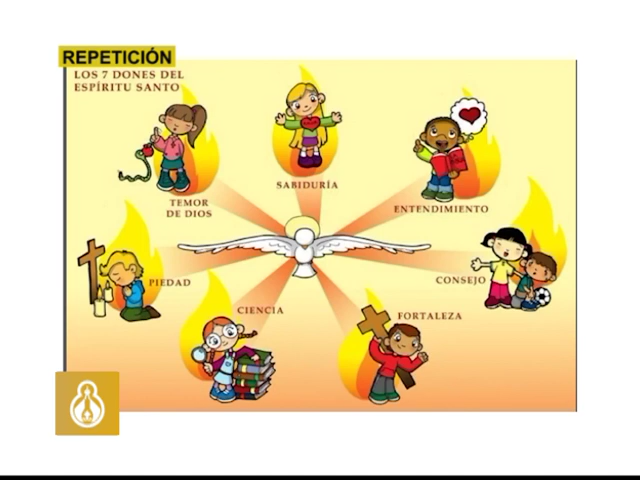 REPETICIÓN
LOS 7 DONES DEL
ESPÍRITU SANTO
SABIDURÍA
TEMOR
DE DIOS
ENTENDIMIENTO
PIEDAD
CONSEJO
CIENCIA
FORTALEZA